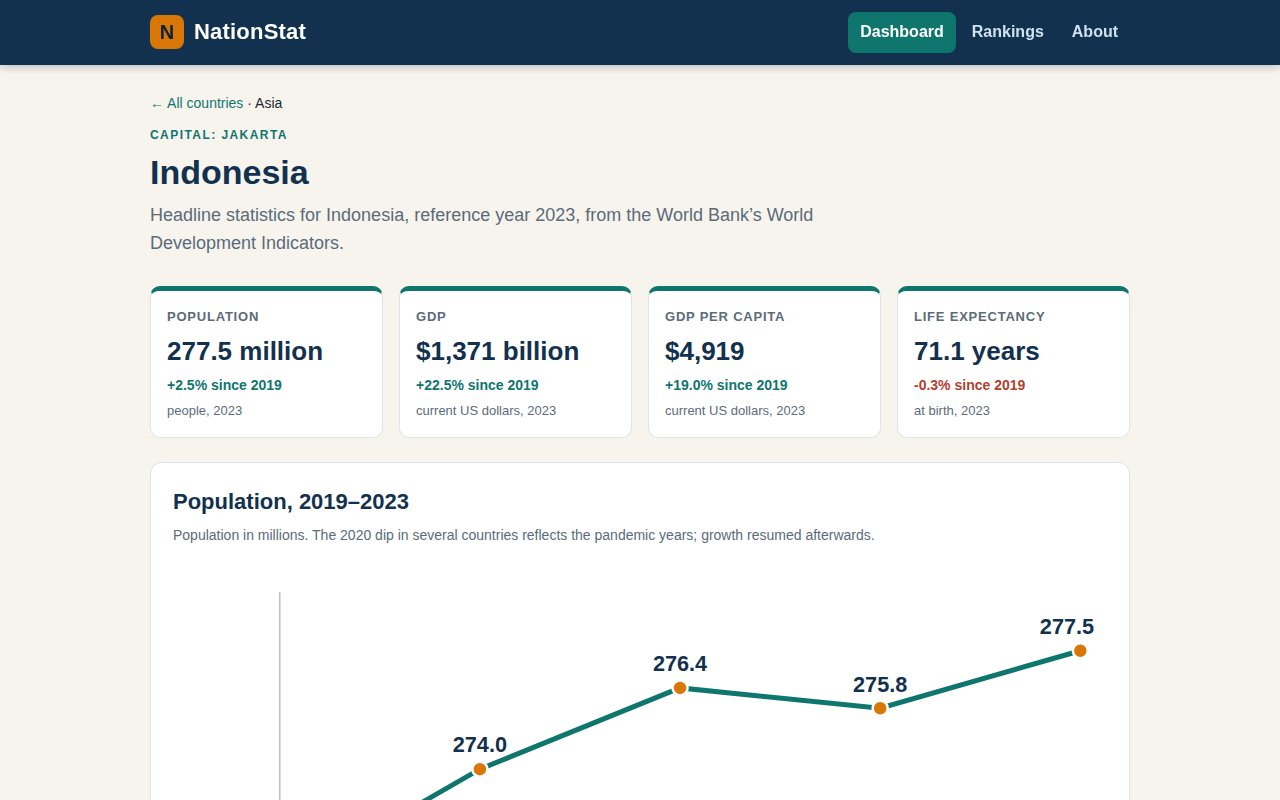 N NationStat
Dashboard Rankings About
← All countries · Asia
CAPITAL: JAKARTA
Indonesia
Headline statistics for Indonesia, reference year 2023, from the World Bank’s World
Development Indicators.
POPULATION
277.5 million
+2.5% since 2019
people, 2023
GDP
$1,371 billion
+22.5% since 2019
current US dollars, 2023
GDP PER CAPITA
$4,919
+19.0% since 2019
current US dollars, 2023
LIFE EXPECTANCY
71.1 years
-0.3% since 2019
at birth, 2023
Population, 2019–2023
Population in millions. The 2020 dip in several countries reflects the pandemic years; growth resumed afterwards.
274.0
276.4
275.8
277.5